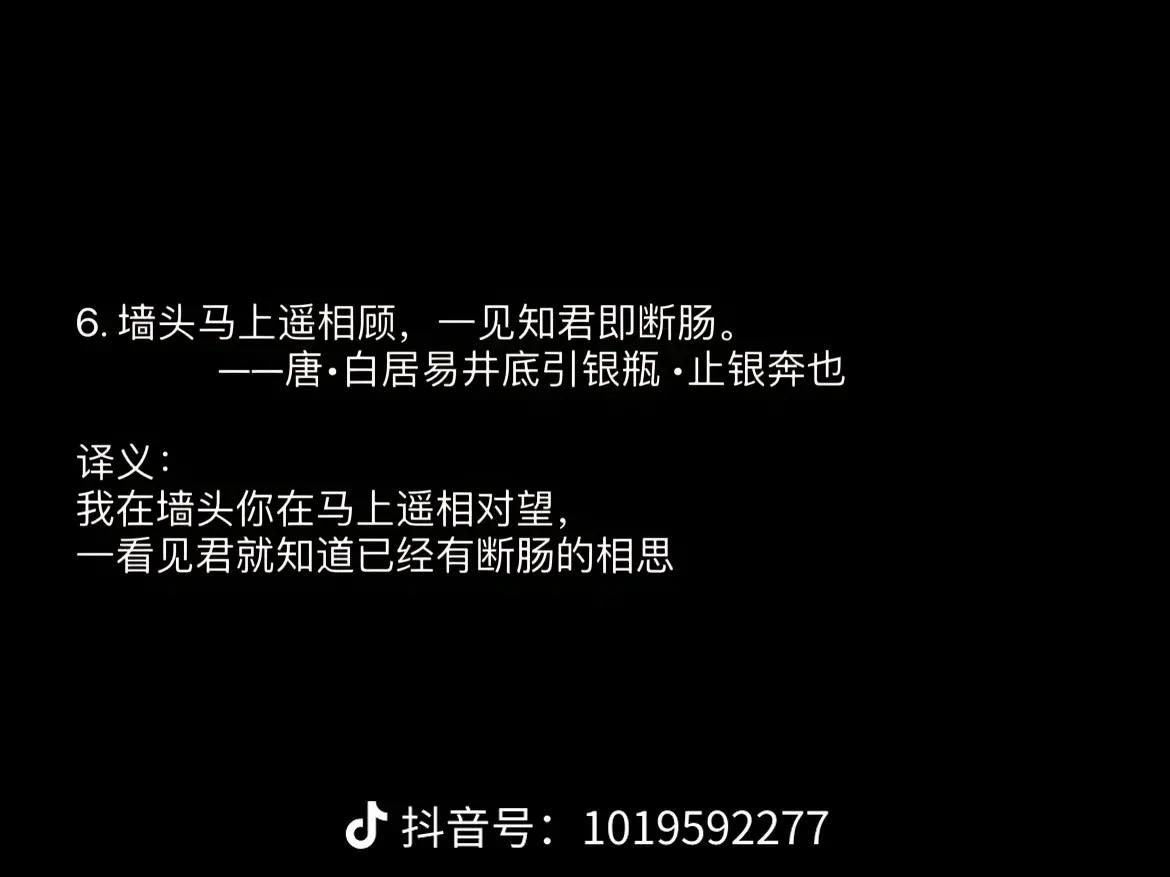 6. 墙头马上遥相顾，一见知君即断肠。
——唐·白居易井底引银瓶·止银奔也
译义：
我在墙头你在马上遥相对望，
一看见君就知道已经有断肠的相思
抖音号：1019592277